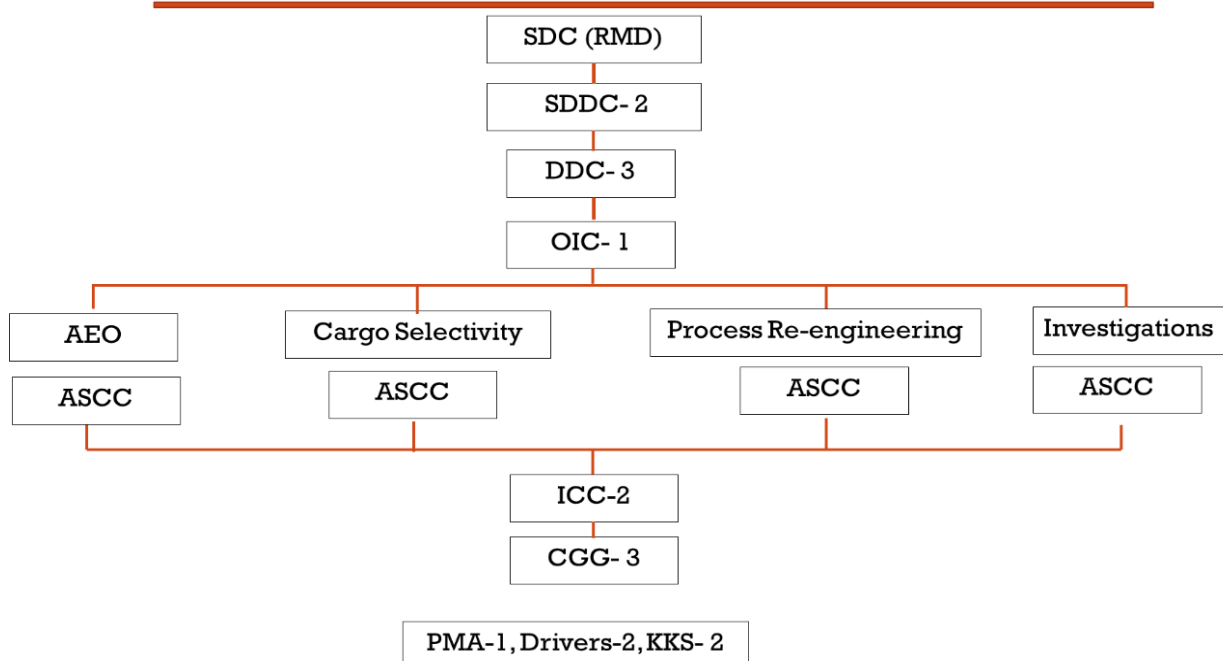 SDC (RMD)
SDDC- 2
DDC- 3
OIC- 1
AEO
Cargo Selectivity
Process Re-engineering
Investigations
ASCC
ASCC
ASCC
ASCC
ICC-2
CGG- 3
PMA-1, Drivers-2, KKS- 2